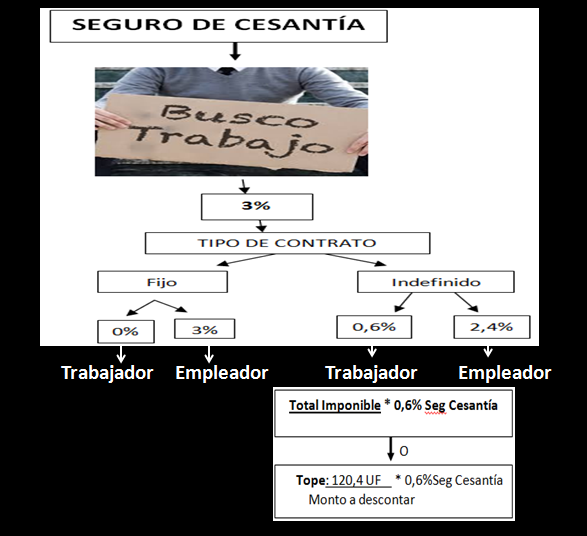 SEGURO DE CESANTÍA
Busco
Trabajo
3%
TIPO DE CONTRATO
Fijo
Indefinido
0%
3%
0,6%
2,4%
Trabajador
Empleador
Trabajador
Empleador
Total Imponible * 0,6% Seg Cesantía
O
Tope: 120,4 UF * 0,6%Seg Cesantía
Monto a descontar